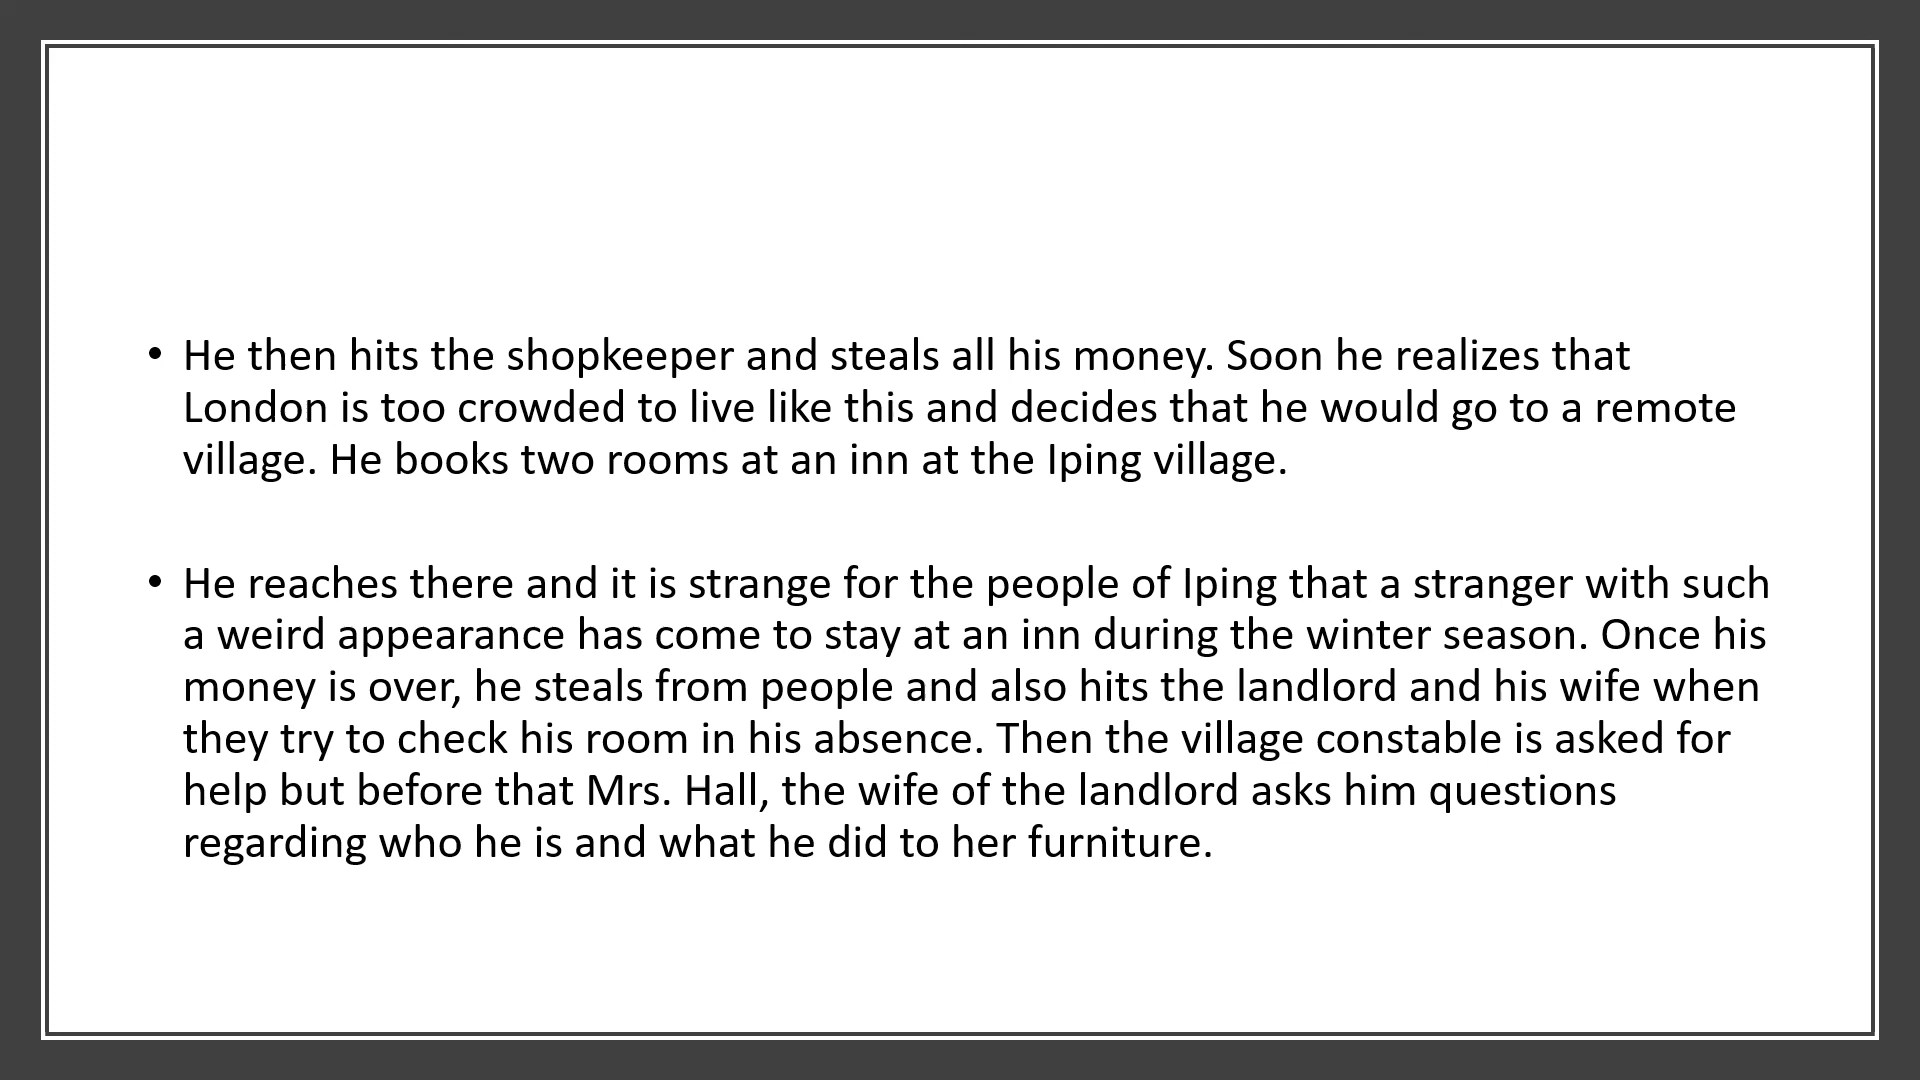 • He then hits the shopkeeper and steals all his money. Soon he realizes that
London is too crowded to live like this and decides that he would go to a remote
village. He books two rooms at an inn at the Iping village.
• He reaches there and it is strange for the people of Iping that a stranger with such
a weird appearance has come to stay at an inn during the winter season. Once his
money is over, he steals from people and also hits the landlord and his wife when
they try to check his room in his absence. Then the village constable is asked for
help but before that Mrs. Hall, the wife of the landlord asks him questions
regarding who he is and what he did to her furniture.